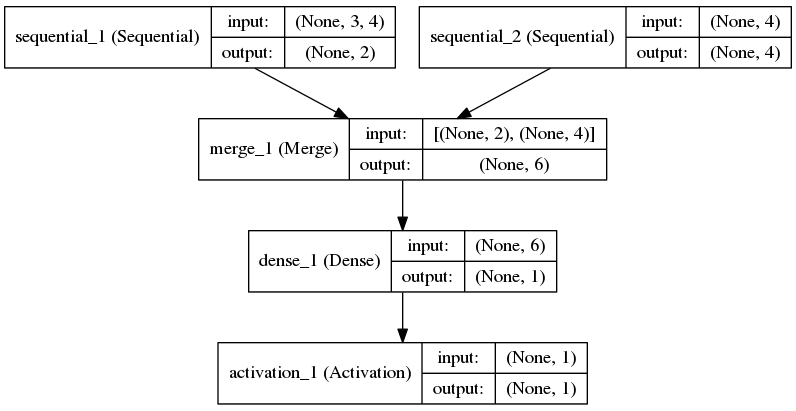 sequential_1 (Sequential)
input:
(None, 3, 4)
output:
(None, 2)
sequential_2 (Sequential)
input:
(None, 4)
output:
(None, 4)
merge_1 (Merge)
input:
[(None, 2), (None, 4)]
output:
(None, 6)
dense_1 (Dense)
input:
(None, 6)
output:
(None, 1)
activation_1 (Activation)
input:
(None, 1)
output:
(None, 1)